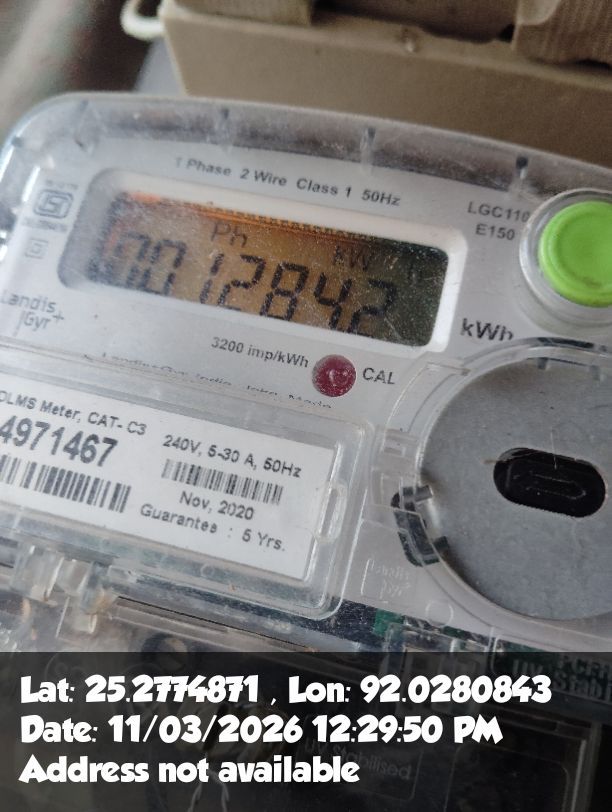 1 Phase 2 Wire Class 1 50Hz
LGC110
E150
Ph kW
0012842
kWh
Landis
Gyr+
3200 imp/kWh
CAL
DLMS Meter, CAT- C3
4971467
240V, 5-30 A, 50Hz
Nov, 2020
Guarantee : 5 Yrs.
Lat: 25.2774871 , Lon: 92.0280843
Date: 11/03/2026 12:29:50 PM
Address not available